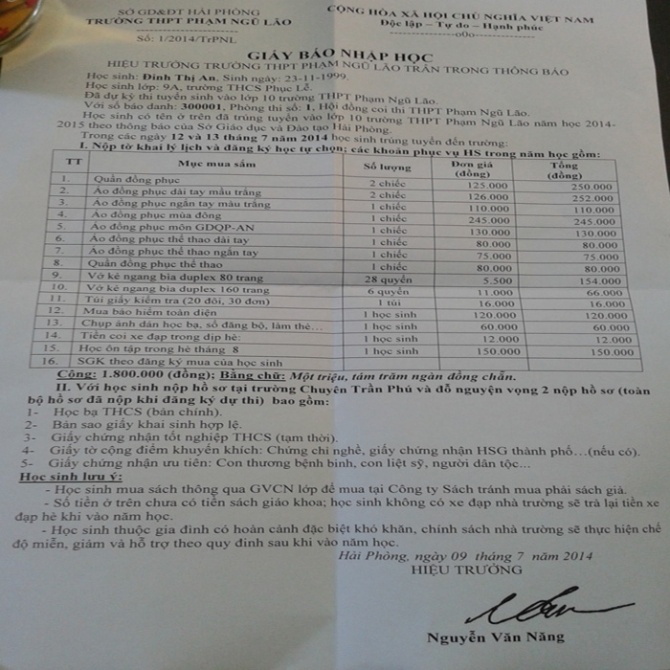 SỞ GD&ĐT HẢI PHÒNG
TRƯỜNG THPT PHẠM NGŨ LÃO
Số: 1/2014/TrPNL
CỘNG HÒA XÃ HỘI CHỦ NGHĨA VIỆT NAM
Độc lập - Tự do - Hạnh phúc
---------------o0o---------------
GIẤY BÁO NHẬP HỌC
HIỆU TRƯỞNG TRƯỜNG THPT PHẠM NGŨ LÃO TRÂN TRỌNG THÔNG BÁO
Học sinh: Đinh Thị An, Sinh ngày: 23-11-1999.
Học sinh lớp: 9A, trường THCS Phục Lễ.
Đã dự kỳ thi tuyển sinh vào lớp 10 trường THPT Phạm Ngũ Lão.
Với số báo danh: 300001, Phòng thi số: 1, Hội đồng coi thi THPT Phạm Ngũ Lão.
Học sinh có tên ở trên đã trúng tuyển vào lớp 10 trường THPT Phạm Ngũ Lão năm học 2014-
2015 theo thông báo của Sở Giáo dục và Đào tạo Hải Phòng.
Trong các ngày 12 và 13 tháng 7 năm 2014 học sinh trúng tuyển đến trường:
I. Nộp tờ khai lý lịch và đăng ký học tự chọn; các khoản phục vụ HS trong năm học gồm:
TT Mục mua sắm Số lượng Đơn giá (đồng) Tổng (đồng)
1. Quần đồng phục 2 chiếc 125.000 250.000
2. Áo đồng phục dài tay mầu trắng 2 chiếc 126.000 252.000
3. Áo đồng phục ngắn tay màu trắng 1 chiếc 110.000 110.000
4. Áo đồng phục mùa đông 1 chiếc 245.000 245.000
5. Áo đồng phục môn GDQP-AN 1 chiếc 130.000 130.000
6. Áo đồng phục thể thao dài tay 1 chiếc 80.000 80.000
7. Áo đồng phục thể thao ngắn tay 1 chiếc 75.000 75.000
8. Quần đồng phục thể thao 1 chiếc 80.000 80.000
9. Vở kẻ ngang bìa duplex 80 trang 28 quyển 5.500 154.000
10. Vở kẻ ngang bìa duplex 160 trang 6 quyển 11.000 66.000
11. Túi giấy kiểm tra (20 đôi, 30 đơn) 1 túi 16.000 16.000
12. Mua bảo hiểm toàn diện 1 học sinh 120.000 120.000
13. Chụp ảnh dán học bạ, sổ đăng bộ, làm thẻ... 1 học sinh 60.000 60.000
14. Tiền coi xe đạp trong dịp hè: 1 học sinh 12.000 12.000
15. Học ôn tập trong hè tháng 8 1 học sinh 150.000 150.000
16. SGK theo đăng ký mua của học sinh
Cộng: 1.800.000 (đồng); Bằng chữ: Một triệu, tám trăm ngàn đồng chẵn.
II. Với học sinh nộp hồ sơ tại trường Chuyên Trần Phú và đỗ nguyện vọng 2 nộp hồ sơ (toàn
bộ hồ sơ đã nộp khi đăng ký dự thi) bao gồm:
1- Học bạ THCS (bản chính).
2- Bản sao giấy khai sinh hợp lệ.
3- Giấy chứng nhận tốt nghiệp THCS (tạm thời).
4- Giấy tờ cộng điểm khuyến khích: Chứng chỉ nghề, giấy chứng nhận HSG thành phố...(nếu có).
5- Giấy chứng nhận ưu tiên: Con thương bệnh binh, con liệt sỹ, người dân tộc...
Học sinh lưu ý:
- Học sinh mua sách thông qua GVCN lớp để mua tại Công ty Sách tránh mua phải sách giả.
- Số tiền ở trên chưa có tiền sách giáo khoa; học sinh không có xe đạp nhà trường sẽ trả lại tiền xe
đạp hè khi vào năm học.
- Học sinh thuộc gia đình có hoàn cảnh đặc biệt khó khăn, chính sách nhà trường sẽ thực hiện chế
độ miễn, giảm và hỗ trợ theo quy đinh sau khi vào năm học.
Hải Phòng, ngày 09 tháng 7 năm 2014
HIỆU TRƯỞNG
Nguyễn Văn Năng